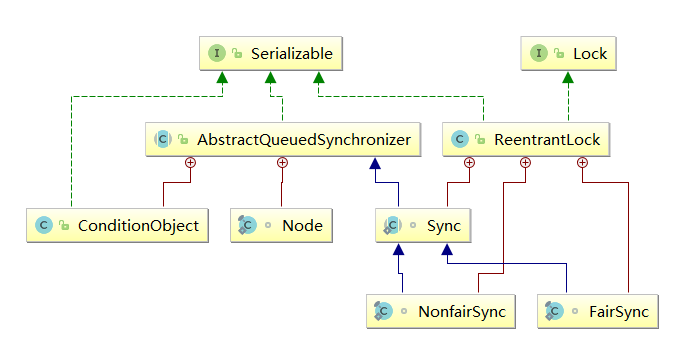 I Serializable
I Lock
C AbstractQueuedSynchronizer
C ReentrantLock
C ConditionObject
C Node
C Sync
C NonfairSync
C FairSync